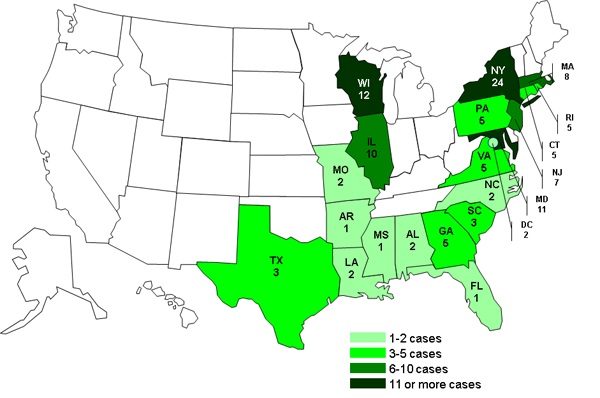 WI
12
NY
24
MA
8
PA
5
RI
5
IL
10
CT
5
VA
5
NJ
7
MO
2
NC
2
MD
11
DC
2
AR
1
MS
1
AL
2
GA
5
SC
3
TX
3
LA
2
FL
1
1-2 cases
3-5 cases
6-10 cases
11 or more cases